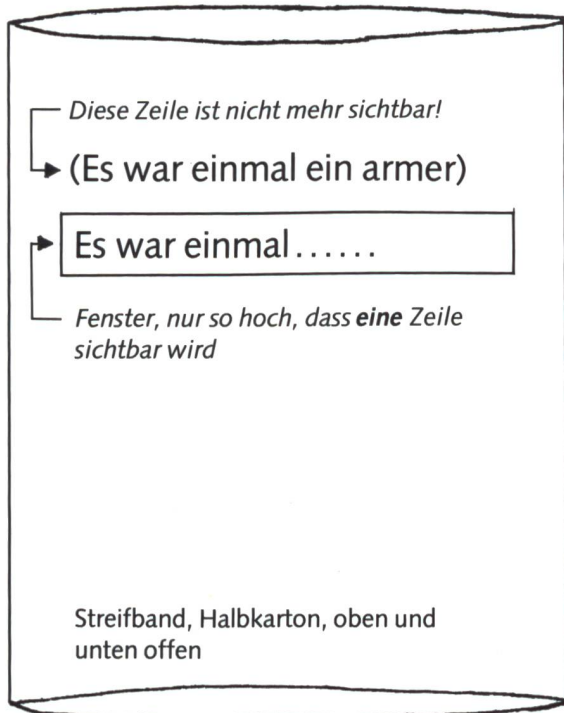 Diese Zeile ist nicht mehr sichtbar!
(Es war einmal ein armer)
Es war einmal......
Fenster, nur so hoch, dass eine Zeile
sichtbar wird
Streifband, Halbkarton, oben und
unten offen